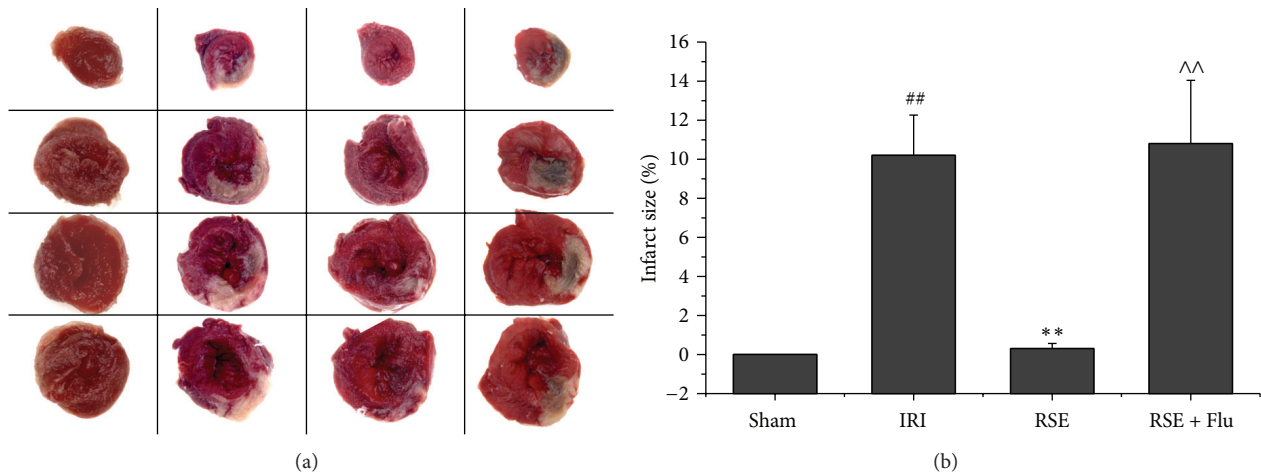 (a)
Infarct size (%)
16
14
12
10
8
6
4
2
0
−2
##
**
^^
Sham
IRI
RSE
RSE + Flu
(b)